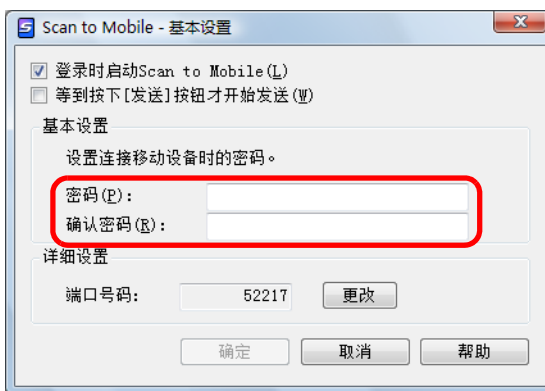 Scan to Mobile - 基本设置
登录时启动Scan to Mobile(L)
等到按下[发送]按钮才开始发送(W)
基本设置
设置连接移动设备时的密码。
密码(P):
确认密码(R):
详细设置
端口号码: 52217 更改
确定 取消 帮助